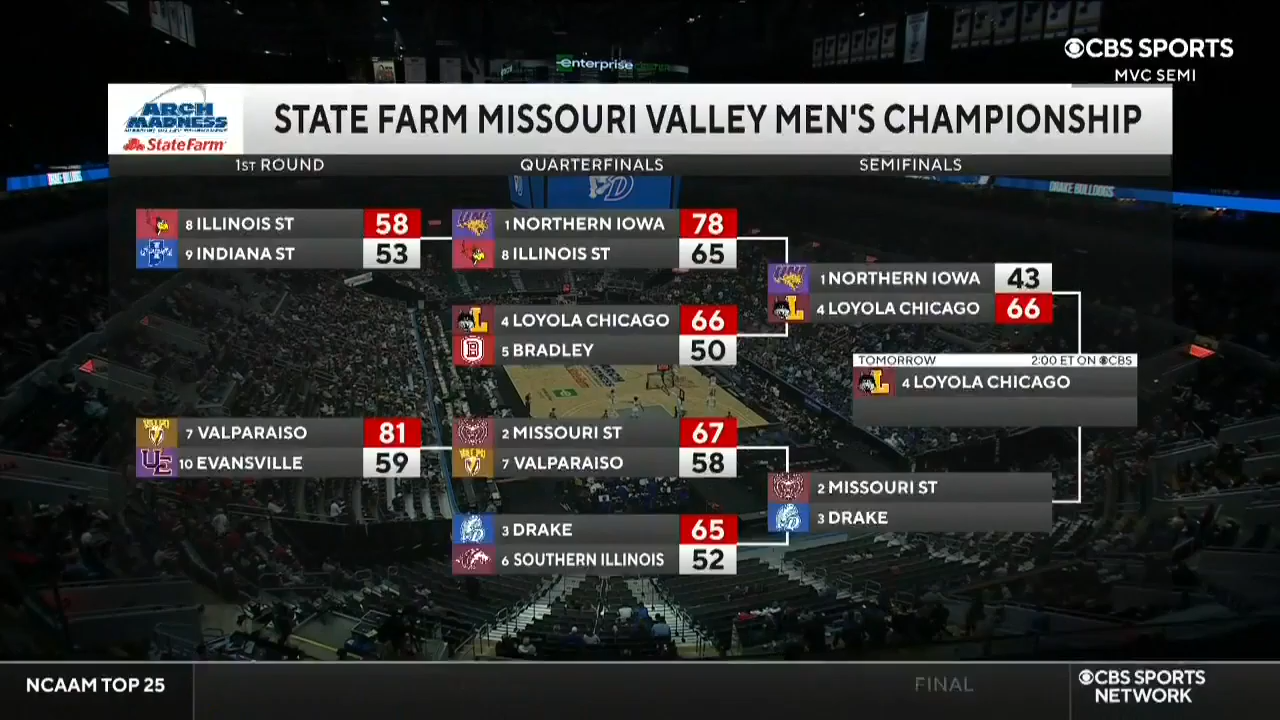 CBS SPORTS
MVC SEMI
enterprise
ARCH
MADNESS
State Farm
STATE FARM MISSOURI VALLEY MEN'S CHAMPIONSHIP
1ST ROUND
QUARTERFINALS
SEMIFINALS
DRAKE BULLDOGS
8 ILLINOIS ST 58
9 INDIANA ST 53
1 NORTHERN IOWA 78
8 ILLINOIS ST 65
1 NORTHERN IOWA 43
4 LOYOLA CHICAGO 66
4 LOYOLA CHICAGO 66
5 BRADLEY 50
TOMORROW 2:00 ET ON CBS
4 LOYOLA CHICAGO
7 VALPARAISO 81
10 EVANSVILLE 59
2 MISSOURI ST 67
7 VALPARAISO 58
2 MISSOURI ST
3 DRAKE
3 DRAKE 65
6 SOUTHERN ILLINOIS 52
NCAAM TOP 25
FINAL
CBS SPORTS
NETWORK